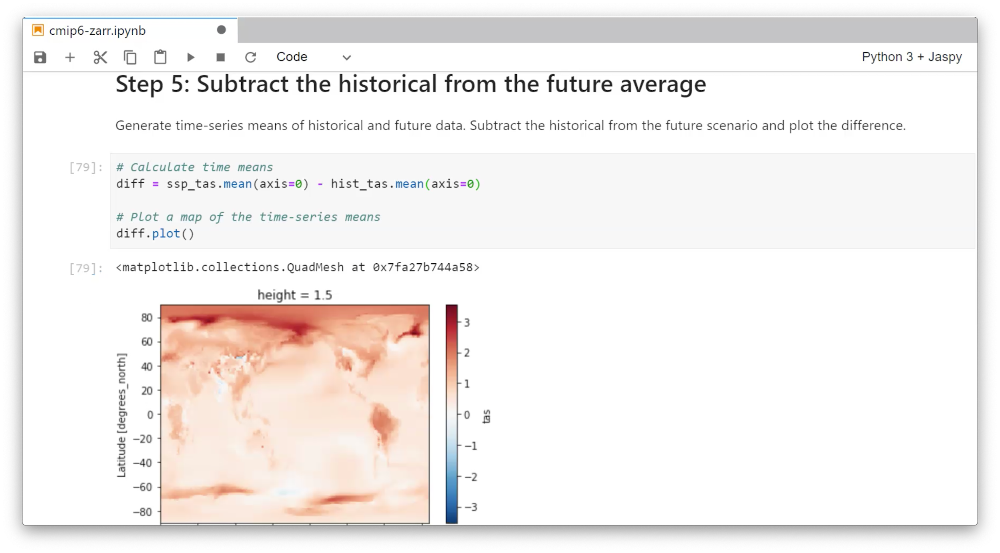 cmip6-zarr.ipynb
Code
Python 3 + Jaspy
Step 5: Subtract the historical from the future average
Generate time-series means of historical and future data. Subtract the historical from the future scenario and plot the difference.
[79]:
# Calculate time means
diff = ssp_tas.mean(axis=0) - hist_tas.mean(axis=0)
# Plot a map of the time-series means
diff.plot()
[79]:
<matplotlib.collections.QuadMesh at 0x7fa27b744a58>
height = 1.5
Latitude [degrees_north]
80
60
40
20
0
−20
−40
−60
−80
3
2
1
0
−1
−2
−3
tas